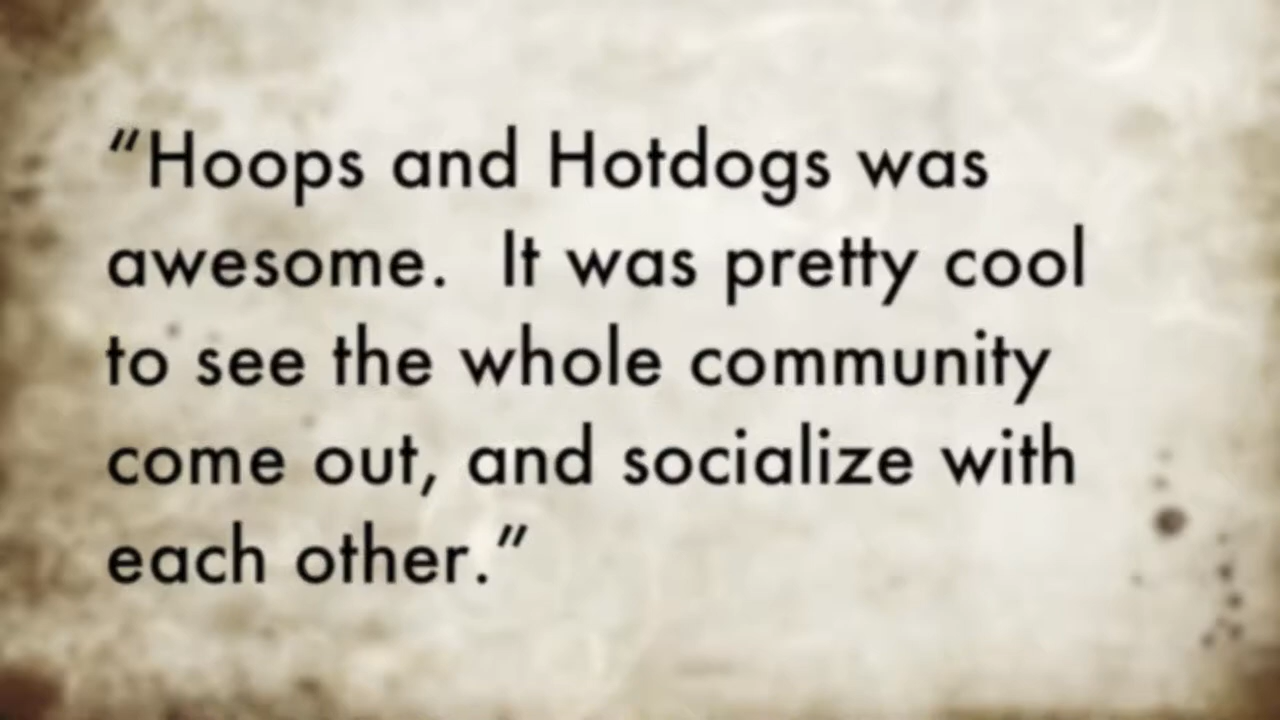 “Hoops and Hotdogs was
awesome.  It was pretty cool
to see the whole community
come out, and socialize with
each other.”